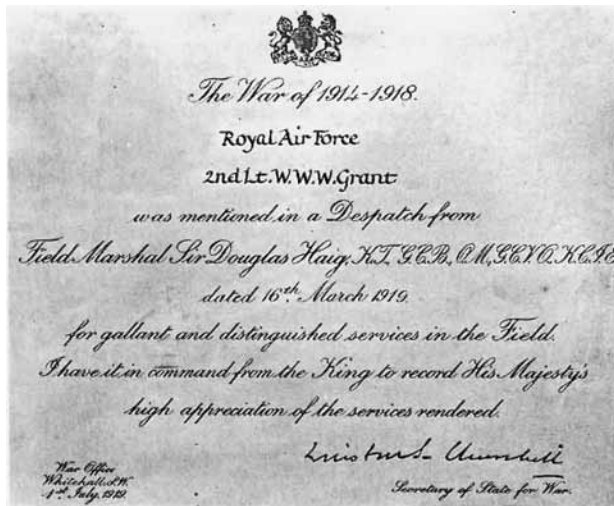 The War of 1914-1918.
Royal Air Force
2nd Lt. W.W.W. Grant
was mentioned in a Despatch from
Field Marshal Sir Douglas Haig, K.T., G.C.B., O.M., G.C.V.O., K.C.I.E
dated 16th March 1919.
for gallant and distinguished services in the Field.
I have it in command from the King to record His Majesty's
high appreciation of the services rendered.
Winston S. Churchill
War Office
Whitehall, S.W.
1st July, 1919.
Secretary of State for War.